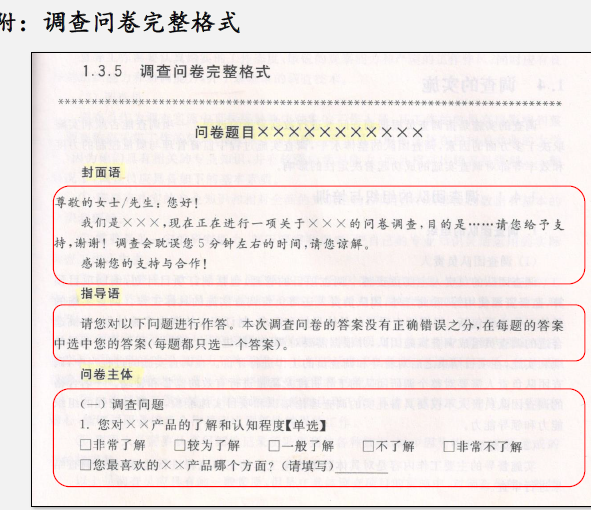 附：调查问卷完整格式
1.3.5 调查问卷完整格式
问卷题目×××××××××××
封面语
尊敬的女士/先生：您好！
我们是×××，现在正在进行一项关于×××的问卷调查，目的是……请您给予支
持，谢谢！调查会耽误您5分钟左右的时间，请您谅解。
感谢您的支持与合作！
指导语
请您对以下问题进行作答。本次调查问卷的答案没有正确错误之分，在每题的答案
中选中您的答案（每题都只选一个答案）。
问卷主体
（一）调查问题
1. 您对××产品的了解和认知程度【单选】
□非常了解 □较为了解 □一般了解 □不了解 □非常不了解
□您最喜欢的××产品哪个方面？（请填写）